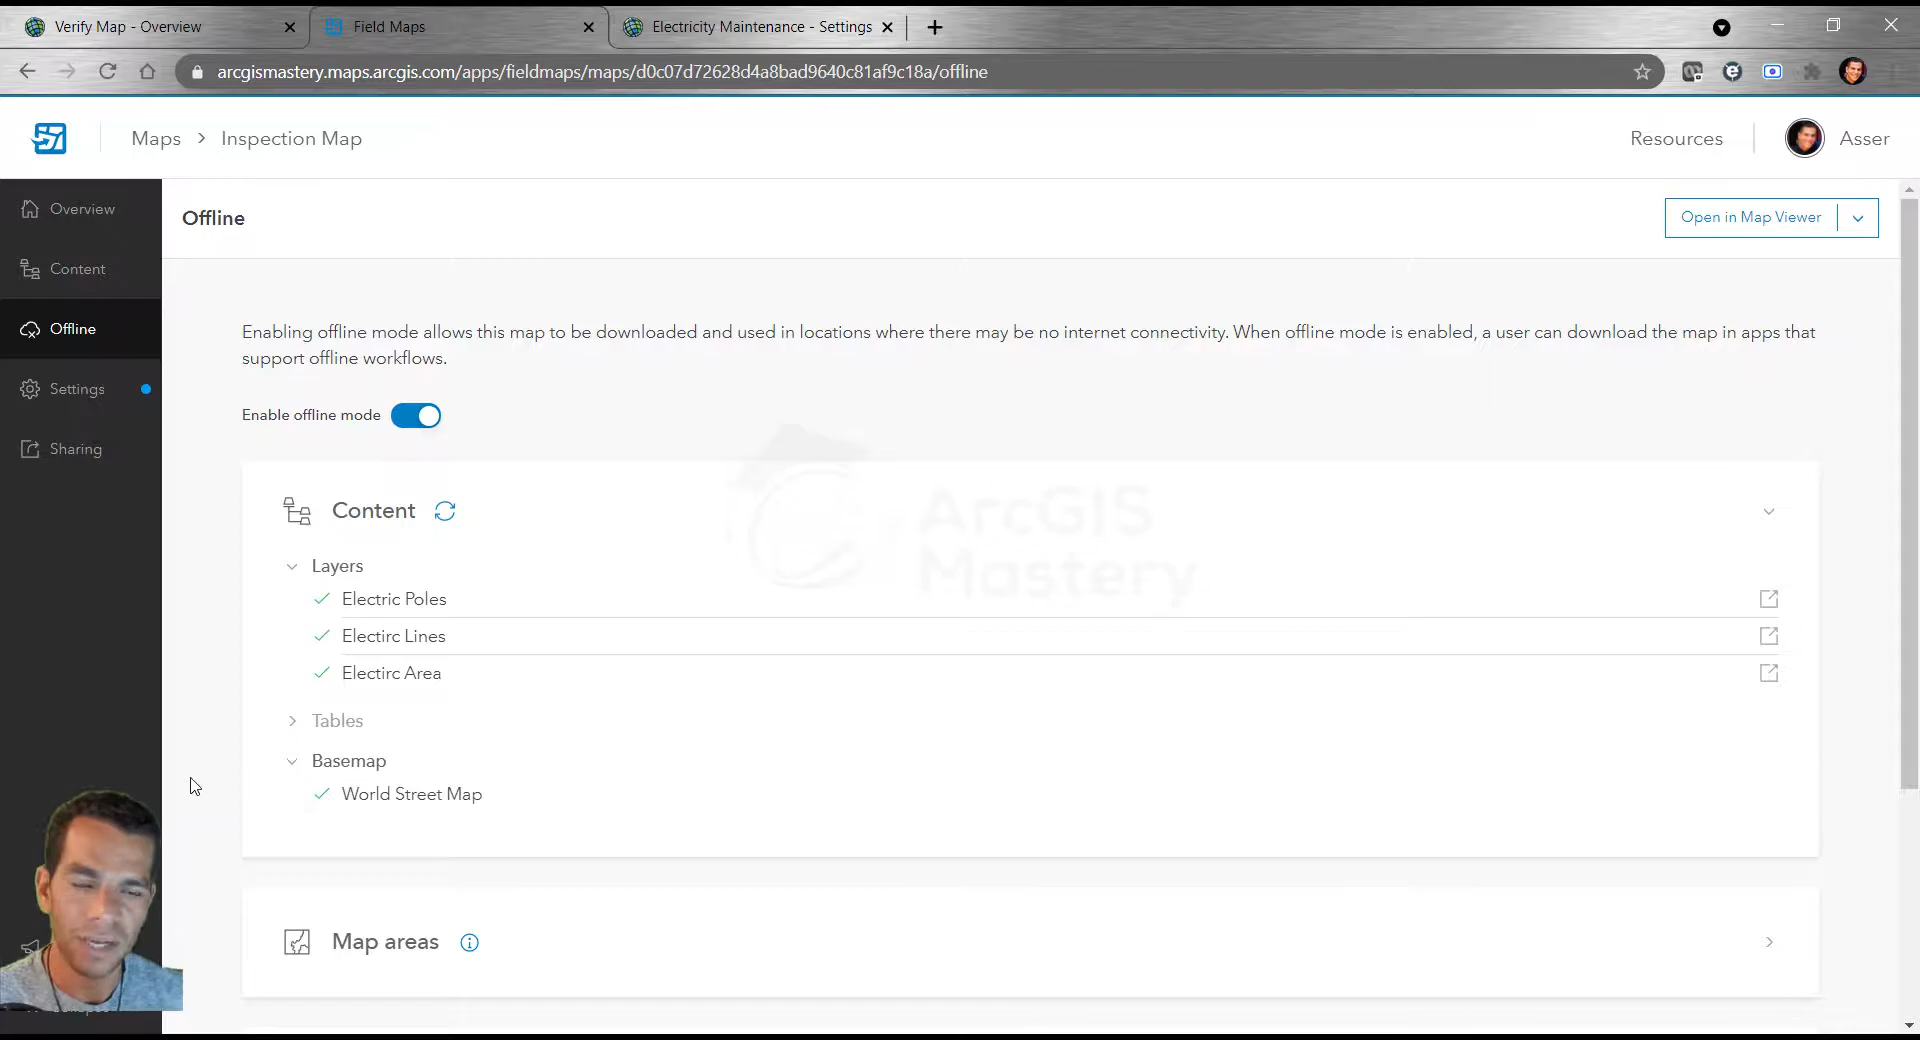 Verify Map - Overview
Field Maps
Electricity Maintenance - Settings
arcgismastery.maps.arcgis.com/apps/fieldmaps/maps/d0c07d72628d4a8bad9640c81af9c18a/offline
Maps > Inspection Map
Resources
Asser
Overview
Content
Offline
Settings
Sharing
Offline
Open in Map Viewer
Enabling offline mode allows this map to be downloaded and used in locations where there may be no internet connectivity. When offline mode is enabled, a user can download the map in apps that
support offline workflows.
Enable offline mode
Content
Layers
Electric Poles
Electirc Lines
Electirc Area
Tables
Basemap
World Street Map
Map areas
ArcGIS
Mastery